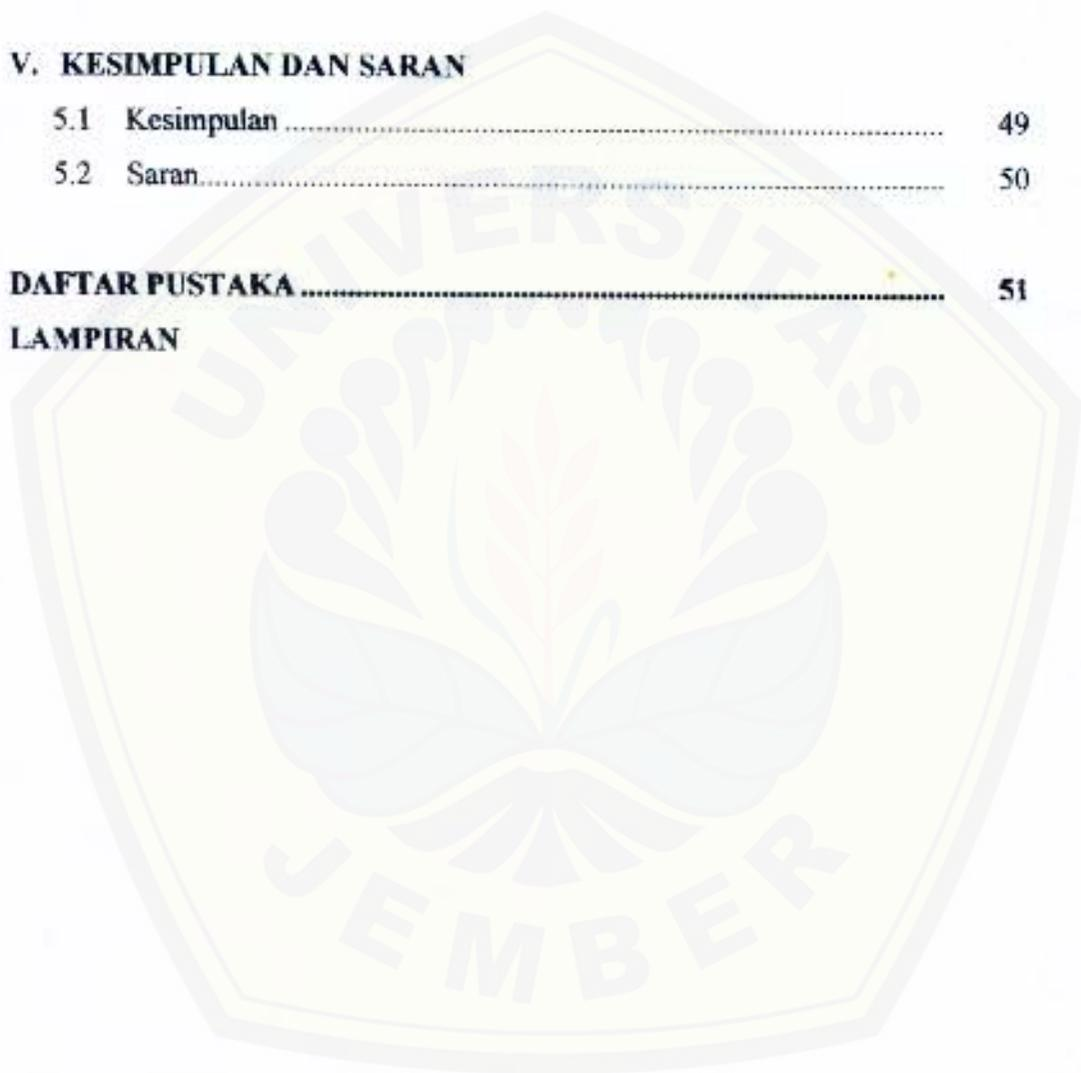 V. KESIMPULAN DAN SARAN
5.1 Kesimpulan ........ 49
5.2 Saran ........ 50
DAFTAR PUSTAKA ........ 51
LAMPIRAN
UNIVERSITAS
JEMBER